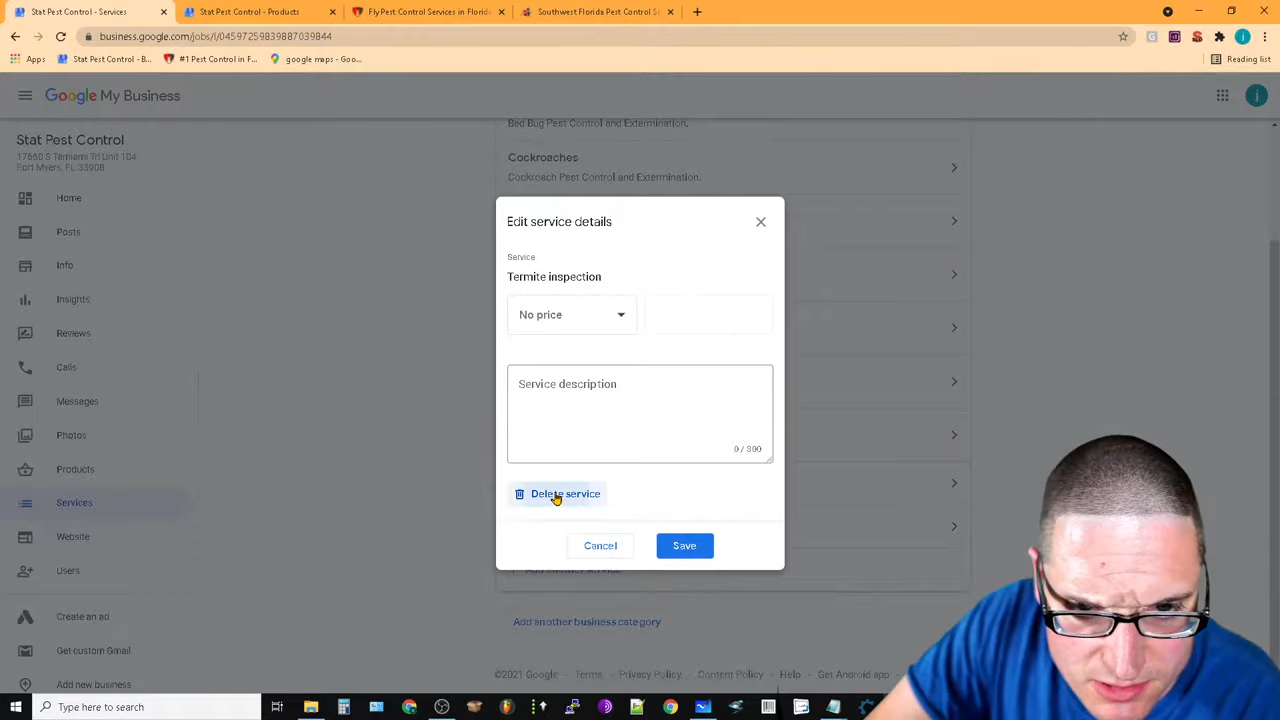 Stat Pest Control - Services
Stat Pest Control - Products
Fly Pest Control Services in Florida
Southwest Florida Pest Control S
business.google.com/jobs/l/04597259839887039844
Apps
Stat Pest Control - B...
#1 Pest Control in F...
google maps - Goo...
Reading list
Google My Business
j
j
Stat Pest Control
17660 S Tamiami Trl Unit 104
Fort Myers, FL 33908
Home
Posts
Info
Insights
Reviews
Calls
Messages
Photos
Products
Services
Website
Users
Create an ad
Get custom Gmail
Add new business
Bed Bug Pest Control and Extermination.
Cockroaches
Cockroach Pest Control and Extermination.
Edit service details
Service
Termite inspection
No price
Service description
0 / 300
Delete service
Cancel
Save
Add another business category
©2021 Google
Terms
Privacy Policy
Content Policy
Help
Get Android app
Type here to search